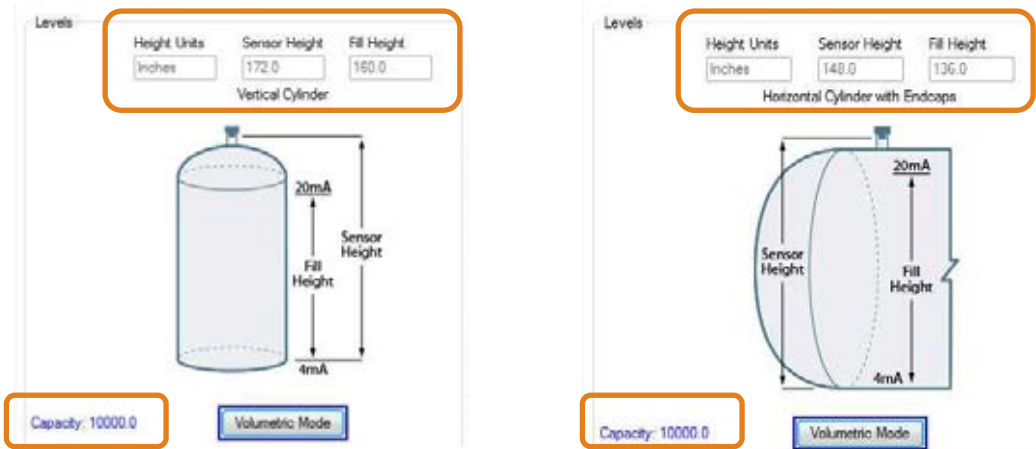 Levels
Height Units Sensor Height Fill Height
Inches 172.0 160.0
Vertical Cylinder
20mA
Sensor
Height
Fill
Height
4mA
Capacity: 10000.0
Volumetric Mode
Levels
Height Units Sensor Height Fill Height
Inches 148.0 136.0
Horizontal Cylinder with Endcaps
20mA
Sensor
Height
Fill
Height
4mA
Capacity: 10000.0
Volumetric Mode